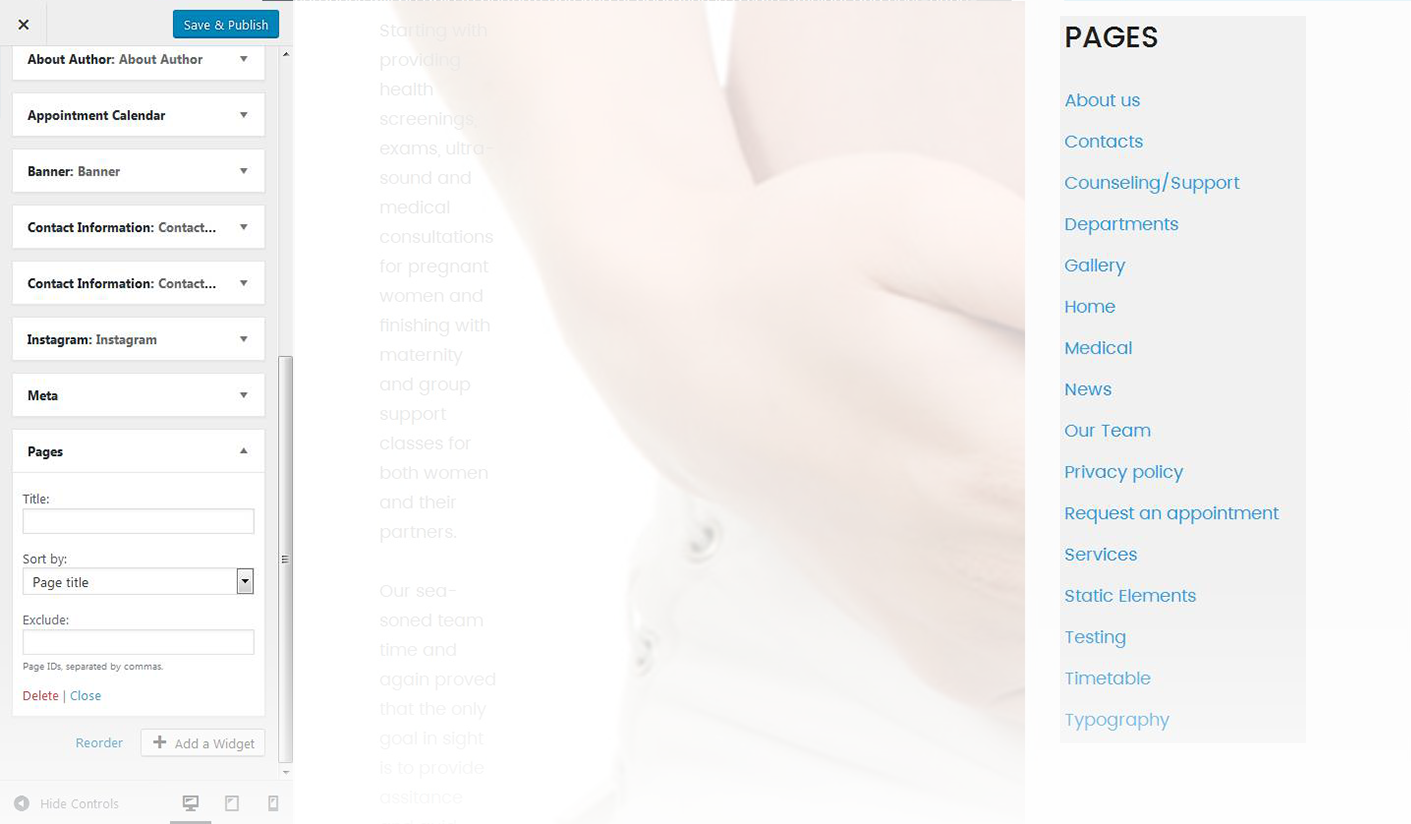 Save & Publish
About Author: About Author
Appointment Calendar
Banner: Banner
Contact Information: Contact...
Contact Information: Contact...
Instagram: Instagram
Meta
Pages
Title:
Sort by:
Page title
Exclude:
Page IDs, separated by commas.
Delete | Close
Reorder
Add a Widget
Hide Controls
Starting with
providing
health
screenings,
exams, ultra-
sound and
medical
consultations
for pregnant
women and
finishing with
maternity
and group
support
classes for
both women
and their
partners.
Our sea-
soned team
time and
again proved
that the only
goal in sight
is to provide
assitance
PAGES
About us
Contacts
Counseling/Support
Departments
Gallery
Home
Medical
News
Our Team
Privacy policy
Request an appointment
Services
Static Elements
Testing
Timetable
Typography